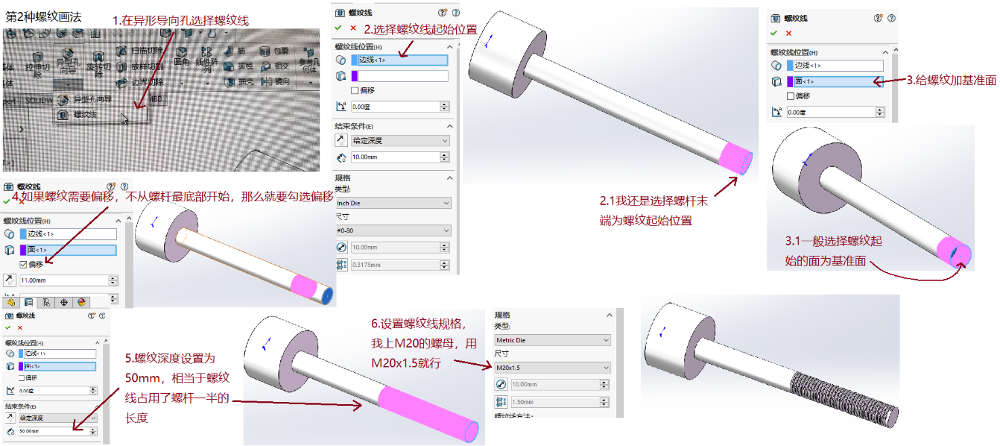 第2种螺纹画法
1.在异形导向孔选择螺纹线
扫描切除
拉伸切
除
异型孔
向导
旋转切
除
放样切割
边界切除
圆角
线性阵
列
筋
拔模
抽壳
包覆
相交
镜向
参考几
何体
pert
SOLIDW
异型孔向导
MBD
螺纹线
螺纹线
2.选择螺纹线起始位置
螺纹线位置(H)
边线<1>
偏移
0.00度
结束条件(E)
给定深度
10.00mm
规格
类型:
Inch Die
尺寸
#0-80
10.00mm
0.3175mm
2.1我还是选择螺杆末
端为螺纹起始位置
螺纹线
螺纹线位置(H)
边线<1>
面<1>
偏移
0.00度
3.给螺纹加基准面
3.1一般选择螺纹起
始的面为基准面
螺纹线
4.如果螺纹需要偏移，不从螺杆最底部开始，那么就要勾选偏移
螺纹线位置(H)
边线<1>
面<1>
偏移
11.00mm
螺纹线
螺纹线位置(H)
边线<1>
面<1>
偏移
0.00度
结束条件(E)
给定深度
50.00mm
5.螺纹深度设置为
50mm，相当于螺纹
线占用了螺杆一半的
长度
6.设置螺纹线规格，
我上M20的螺母，用
M20x1.5就行
规格
类型:
Metric Die
尺寸
M20x1.5
10.00mm
1.50mm
螺纹线方法: